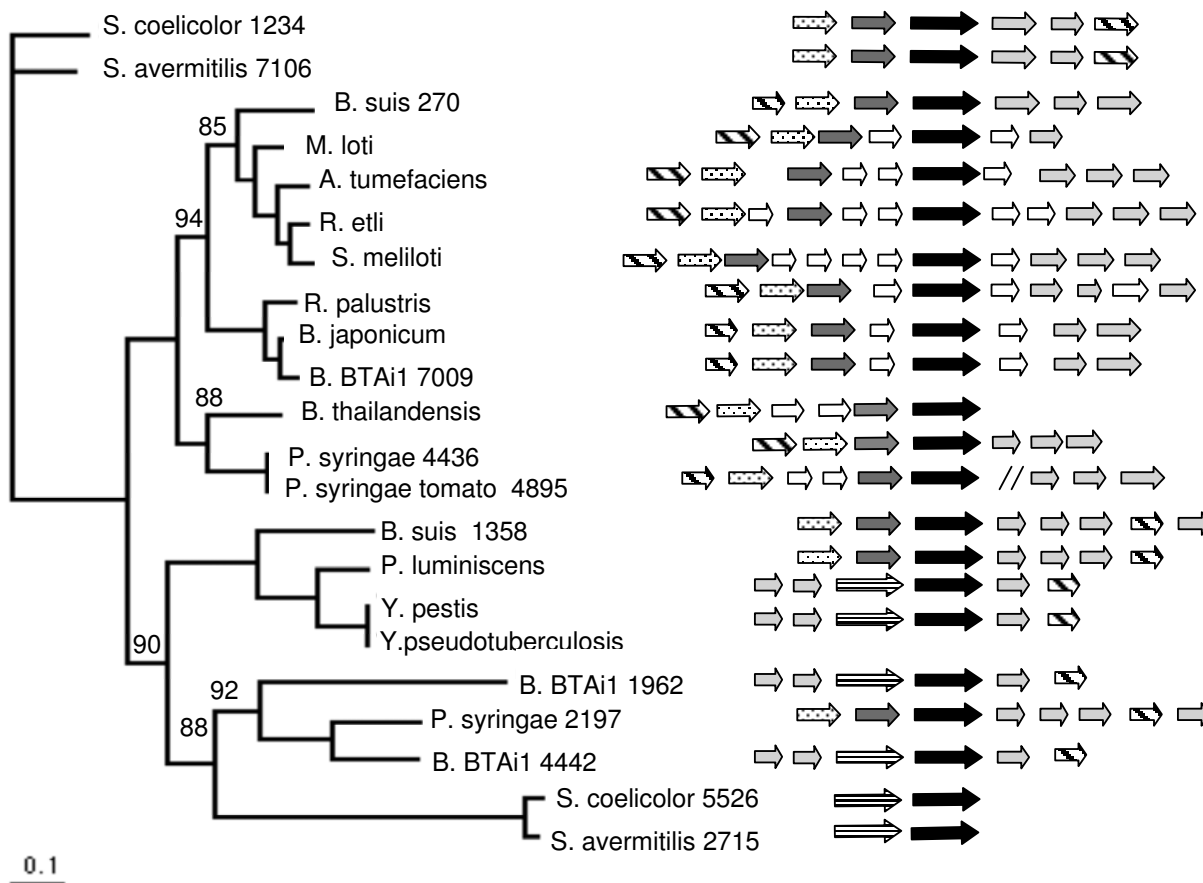 S. coelicolor 1234
S. avermitilis 7106
B. suis 270
85
M. loti
A. tumefaciens
94
R. etli
S. meliloti
R. palustris
B. japonicum
B. BTAi1 7009
88
B. thailandensis
P. syringae 4436
P. syringae tomato 4895
//
B. suis 1358
P. luminiscens
Y. pestis
Y.pseudotuberculosis
90
92
B. BTAi1 1962
88
P. syringae 2197
B. BTAi1 4442
S. coelicolor 5526
S. avermitilis 2715
0.1